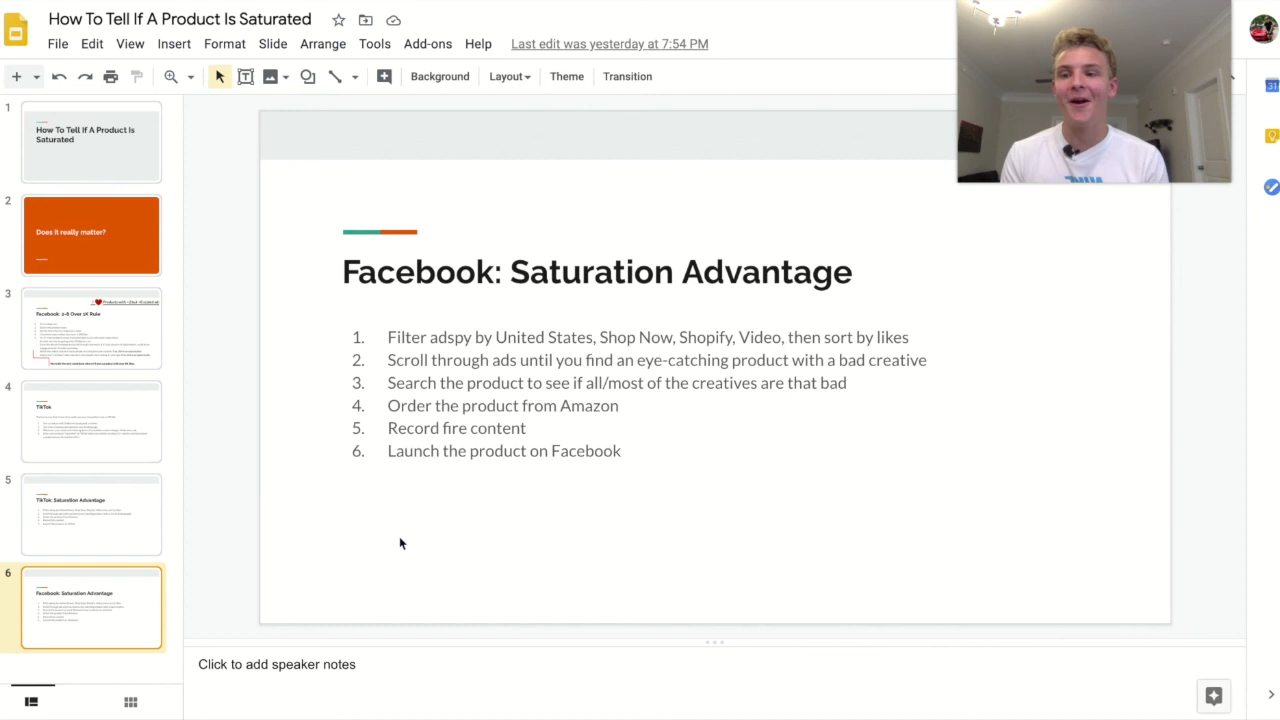 How To Tell If A Product Is Saturated
File Edit View Insert Format Slide Arrange Tools Add-ons Help Last edit was yesterday at 7:54 PM
Background Layout Theme Transition
1
How To Tell If A Product Is
Saturated
2
Does it really matter?
3
Facebook: 2-8 Over 1K Rule
4
TikTok
5
TikTok: Saturation Advantage
6
Facebook: Saturation Advantage
Facebook: Saturation Advantage
1. Filter adspy by United States, Shop Now, Shopify, Video, then sort by likes
2. Scroll through ads until you find an eye-catching product with a bad creative
3. Search the product to see if all/most of the creatives are that bad
4. Order the product from Amazon
5. Record fire content
6. Launch the product on Facebook
Click to add speaker notes
31